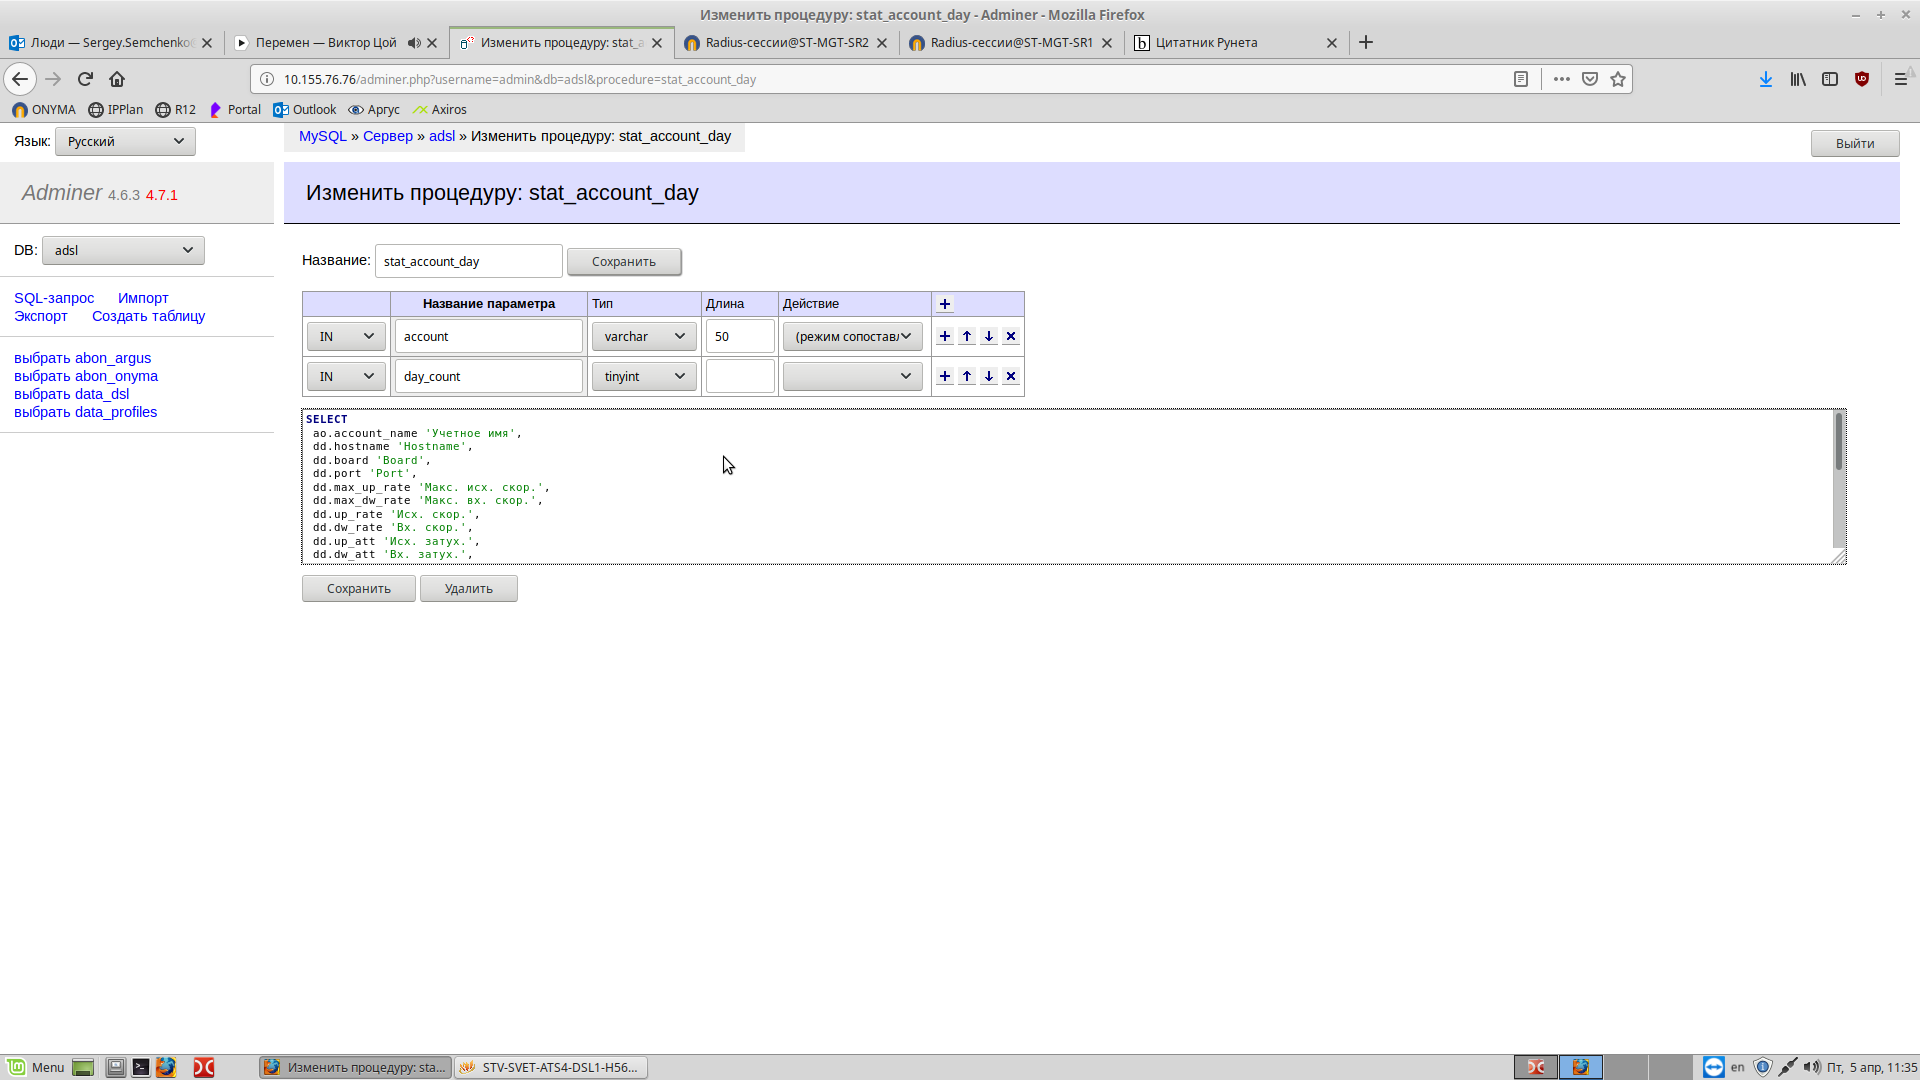 Изменить процедуру: stat_account_day - Adminer - Mozilla Firefox
Люди — Sergey.Semchenko
Перемен — Виктор Цой
Изменить процедуру: stat_a
Radius-сессии@ST-MGT-SR2
Radius-сессии@ST-MGT-SR1
Цитатник Рунета
10.155.76.76/adminer.php?username=admin&db=adsl&procedure=stat_account_day
ONYMA IPPlan R12 Portal Outlook Аргус Axiros
Язык: Русский
MySQL » Сервер » adsl » Изменить процедуру: stat_account_day
Выйти
Adminer 4.6.3 4.7.1
Изменить процедуру: stat_account_day
DB: adsl
SQL-запрос Импорт
Экспорт Создать таблицу
выбрать abon_argus
выбрать abon_onyma
выбрать data_dsl
выбрать data_profiles
Название: stat_account_day Сохранить
Название параметра Тип Длина Действие
IN account varchar 50 (режим сопоставл
IN day_count tinyint
SELECT
ao.account_name 'Учетное имя',
dd.hostname 'Hostname',
dd.board 'Board',
dd.port 'Port',
dd.max_up_rate 'Макс. исх. скор.',
dd.max_dw_rate 'Макс. вх. скор.',
dd.up_rate 'Исх. скор.',
dd.dw_rate 'Вх. скор.',
dd.up_att 'Исх. затух.',
dd.dw_att 'Вх. затух.',
Сохранить Удалить
Menu
Изменить процедуру: sta...
STV-SVET-ATS4-DSL1-H56...
en
Пт, 5 апр, 11:35